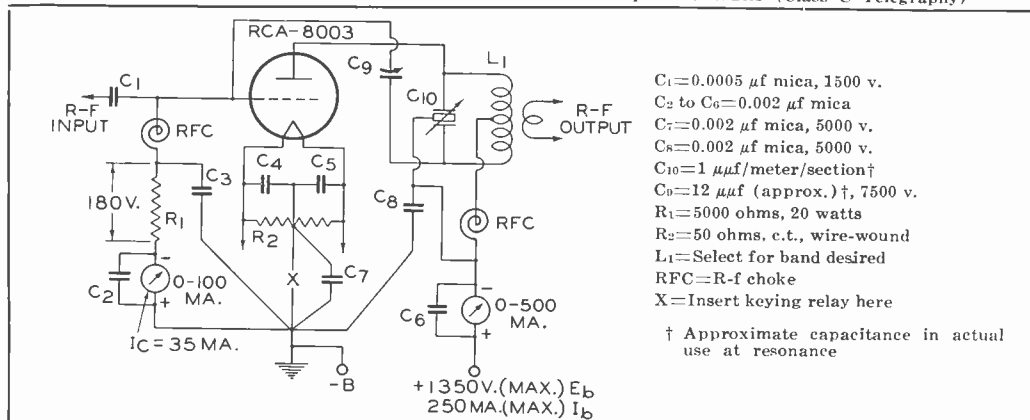 (Class C Telegraphy)
RCA-8003
C1
R-F
INPUT
RFC
180V.
R1
C3
C2
0-100
MA.
IC = 35 MA.
C4
C5
R2
X
C7
-B
C9
C10
L1
R-F
OUTPUT
C8
RFC
C6
0-500
MA.
+1350V.(MAX.) Eb
250MA.(MAX.) Ib
C1=0.0005 μf mica, 1500 v.
C2 to C6=0.002 μf mica
C7=0.002 μf mica, 5000 v.
C8=0.002 μf mica, 5000 v.
C10=1 μμf/meter/section†
C9=12 μμf (approx.)†, 7500 v.
R1=5000 ohms, 20 watts
R2=50 ohms, c.t., wire-wound
L1=Select for band desired
RFC=R-f choke
X=Insert keying relay here
† Approximate capacitance in actual
use at resonance